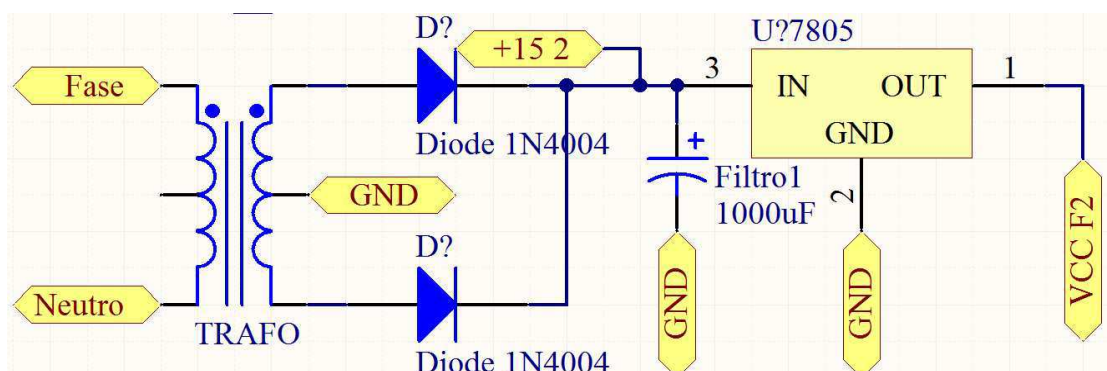 D?
+15 2
U?7805
Fase
3
IN
OUT
1
GND
Diode 1N4004
Filtro1
1000uF
GND
D?
2
Neutro
TRAFO
GND
GND
VCC F2
Diode 1N4004